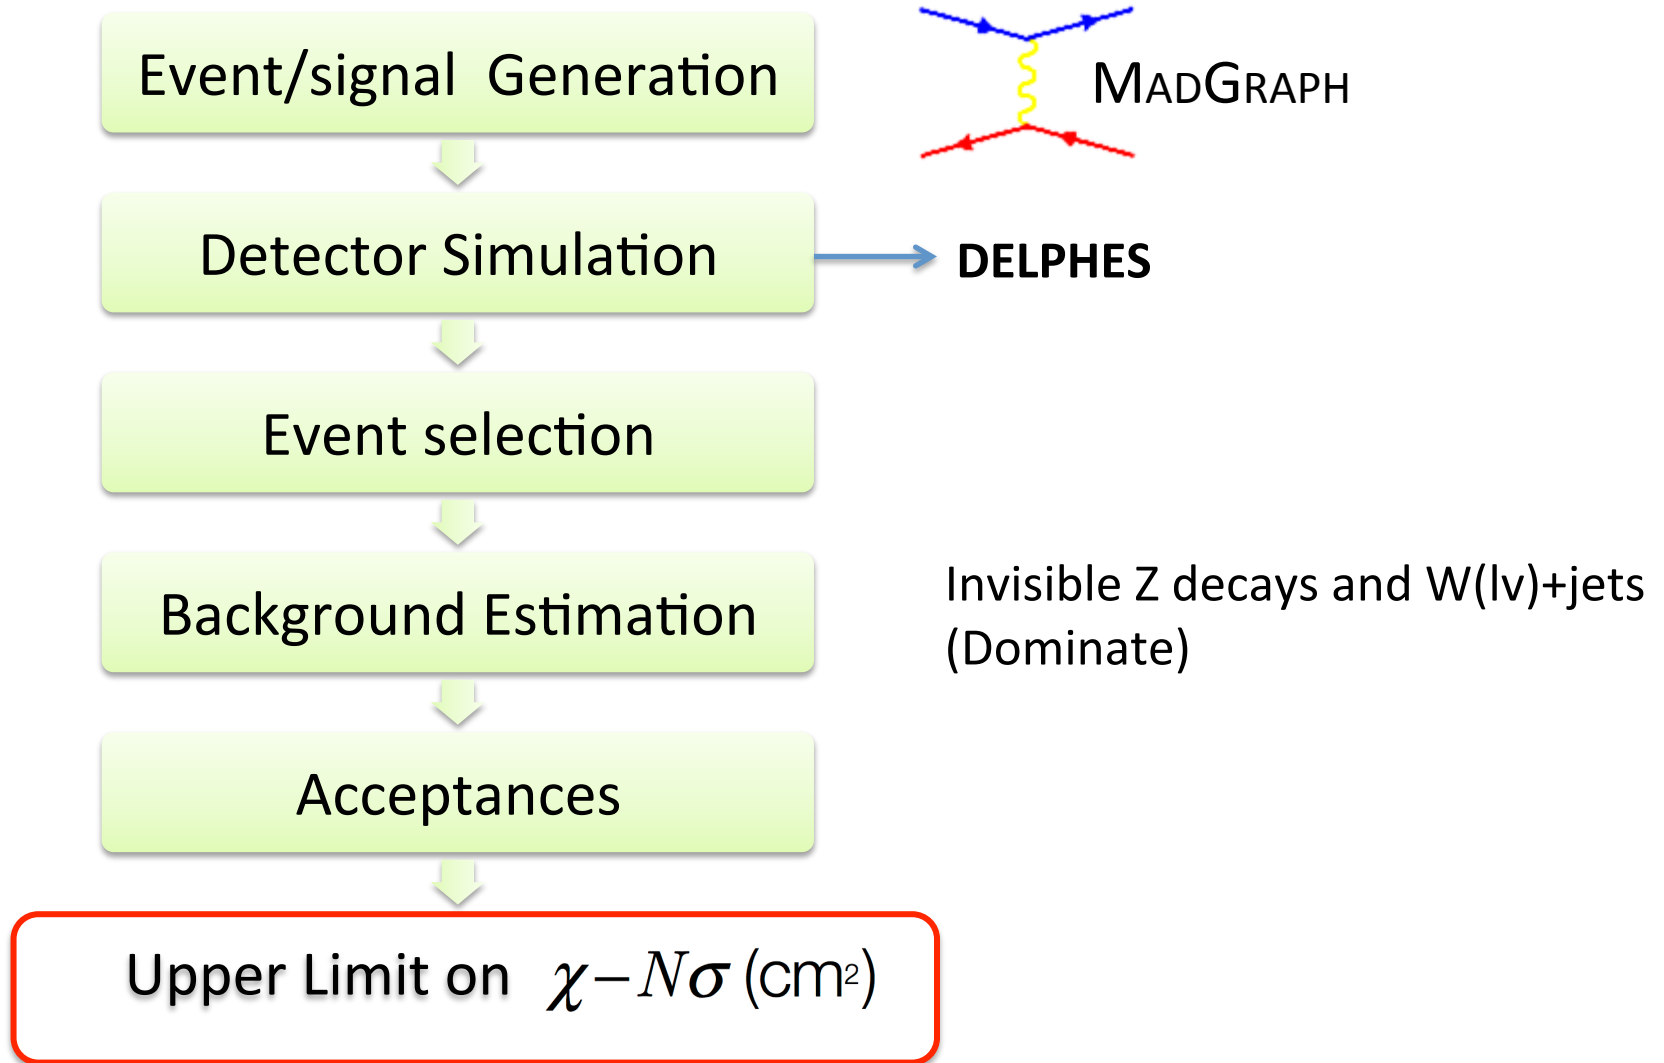 Event/signal Generation
MADGRAPH
Detector Simulation
DELPHES
Event selection
Background Estimation
Invisible Z decays and W(lv)+jets
(Dominate)
Acceptances
Upper Limit on χ–Nσ (cm²)